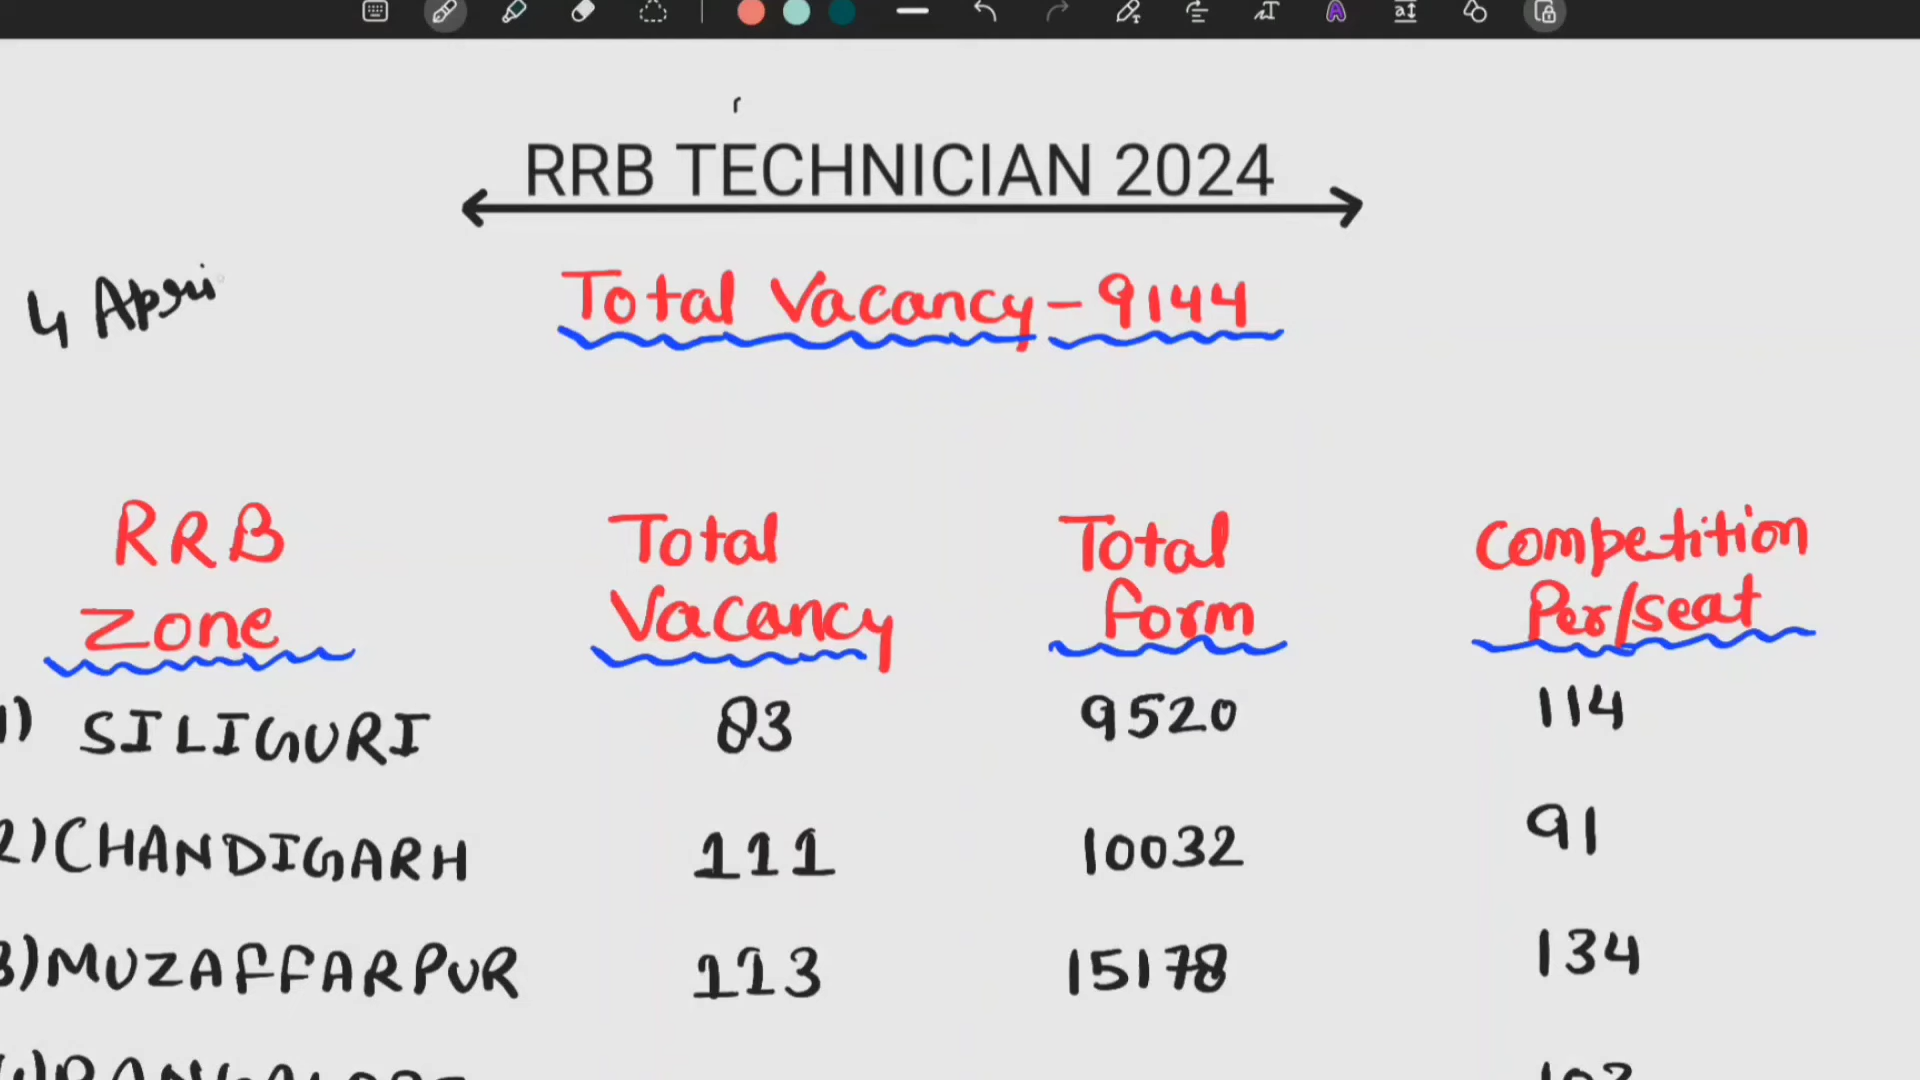 RRB TECHNICIAN 2024
4 Apri
Total Vacancy-9144
RRB Zone Total Vacancy Total form Competition Per/seat
1) SILIGURI 83 9520 114
2) CHANDIGARH 111 10032 91
3) MUZAFFARPUR 113 15178 134